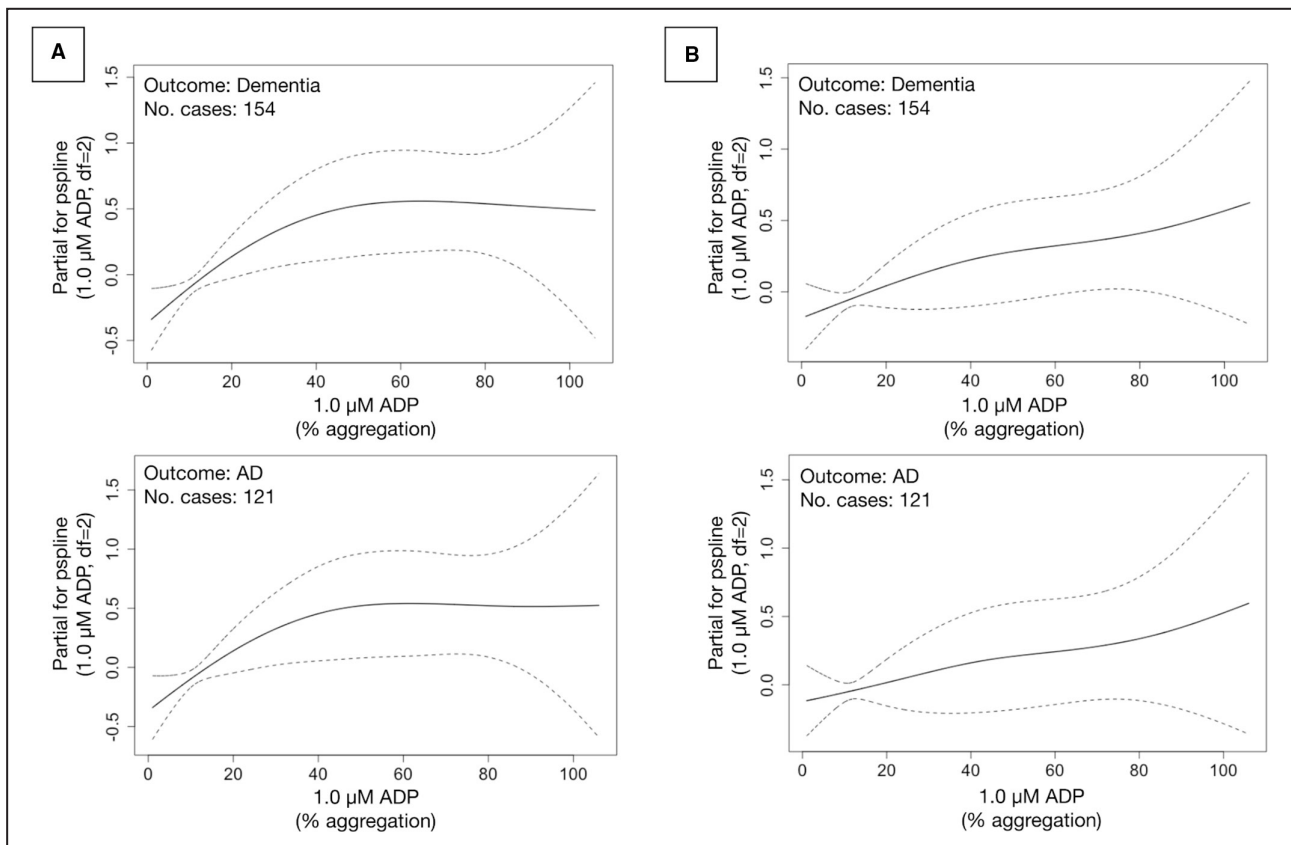 A
Outcome: Dementia
No. cases: 154
Partial for pspline
(1.0 µM ADP, df=2)
1.5
1.0
0.5
0.0
-0.5
0 20 40 60 80 100
1.0 µM ADP
(% aggregation)
Outcome: AD
No. cases: 121
Partial for pspline
(1.0 µM ADP, df=2)
1.5
1.0
0.5
0.0
-0.5
0 20 40 60 80 100
1.0 µM ADP
(% aggregation)
B
Outcome: Dementia
No. cases: 154
Partial for pspline
(1.0 µM ADP, df=2)
1.5
1.0
0.5
0.0
0 20 40 60 80 100
1.0 µM ADP
(% aggregation)
Outcome: AD
No. cases: 121
Partial for pspline
(1.0 µM ADP, df=2)
1.5
1.0
0.5
0.0
0 20 40 60 80 100
1.0 µM ADP
(% aggregation)